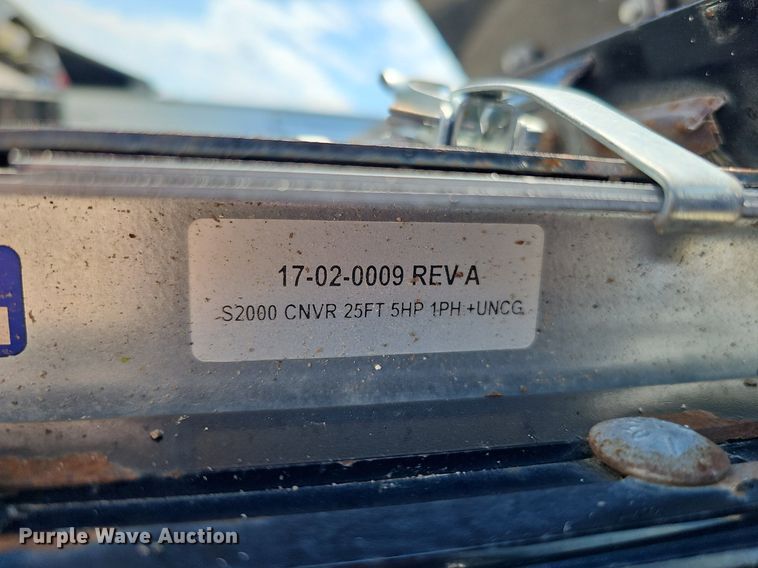 17-02-0009 REV A
S2000 CNVR 25FT 5HP 1PH +UNCG
Purple Wave Auction